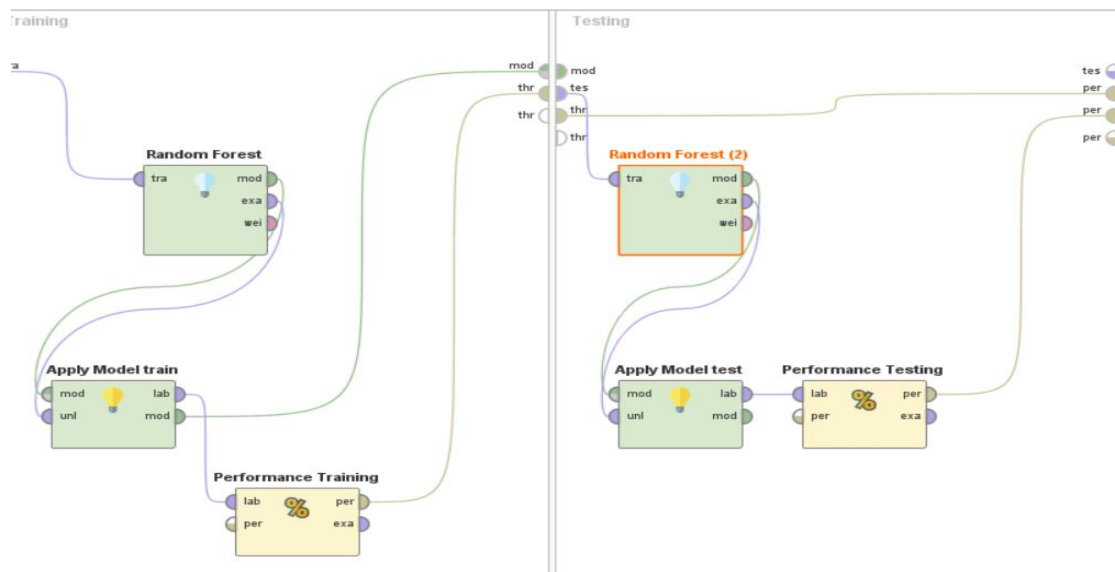 Training
ra
mod
thr
thr
Random Forest
tra
mod
exa
wei
Apply Model train
mod
lab
unl
mod
Performance Training
lab
per
per
exa
Testing
mod
tes
tes
per
thr
per
thr
per
Random Forest (2)
tra
mod
exa
wei
Apply Model test
mod
lab
unl
mod
Performance Testing
lab
per
per
exa